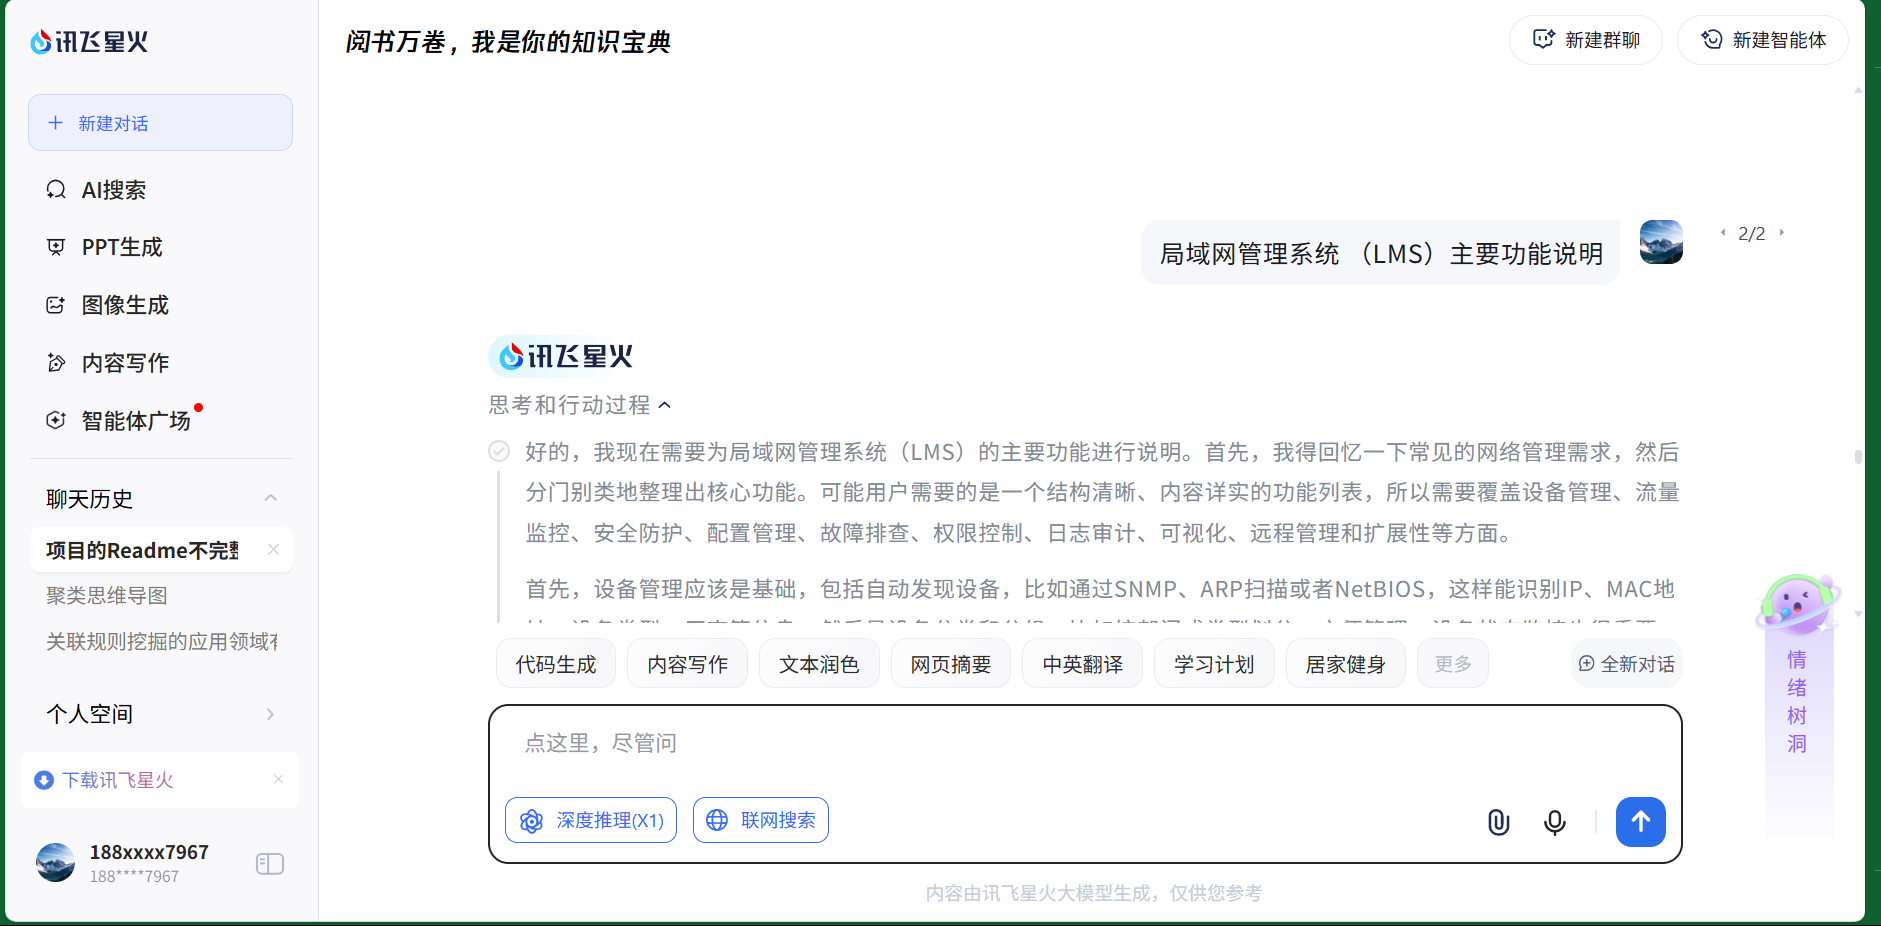 讯飞星火
阅书万卷，我是你的知识宝典
新建群聊
新建智能体
新建对话
AI搜索
PPT生成
图像生成
内容写作
智能体广场
聊天历史
项目的Readme不完整
聚类思维导图
关联规则挖掘的应用领域有
个人空间
下载讯飞星火
188xxxx7967
188****7967
局域网管理系统 （LMS）主要功能说明
2/2
讯飞星火
思考和行动过程
好的，我现在需要为局域网管理系统（LMS）的主要功能进行说明。首先，我得回忆一下常见的网络管理需求，然后
分门别类地整理出核心功能。可能用户需要的是一个结构清晰、内容详实的功能列表，所以需要覆盖设备管理、流量
监控、安全防护、配置管理、故障排查、权限控制、日志审计、可视化、远程管理和扩展性等方面。
首先，设备管理应该是基础，包括自动发现设备，比如通过SNMP、ARP扫描或者NetBIOS，这样能识别IP、MAC地
代码生成
内容写作
文本润色
网页摘要
中英翻译
学习计划
居家健身
更多
全新对话
点这里，尽管问
深度推理(X1)
联网搜索
内容由讯飞星火大模型生成，仅供您参考
情绪树洞